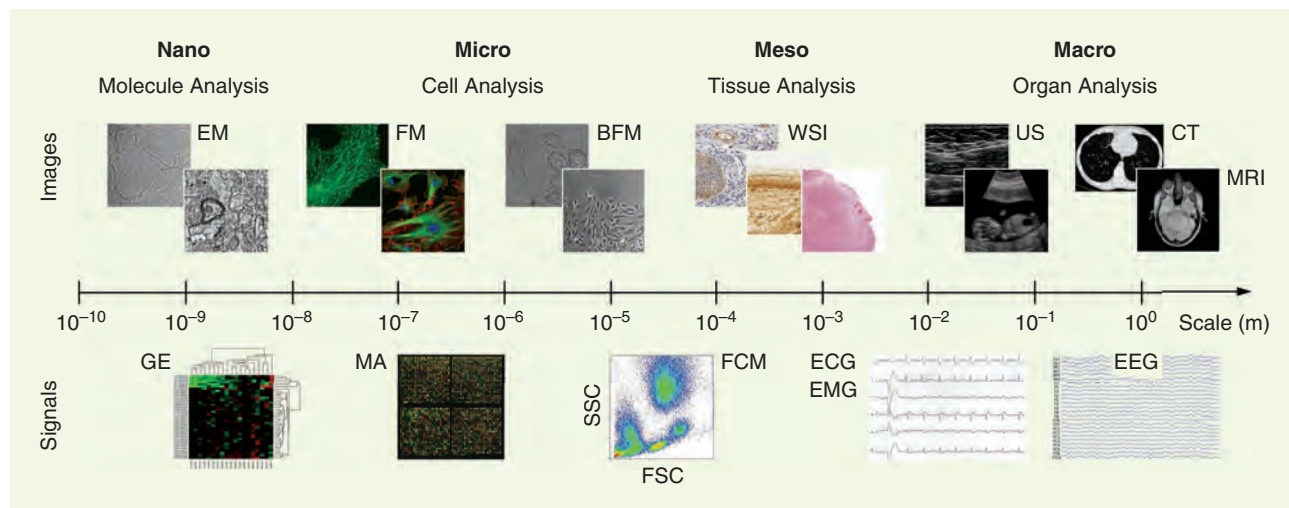 Nano Micro Meso Macro
Molecule Analysis Cell Analysis Tissue Analysis Organ Analysis
Images
EM FM BFM WSI US CT
MRI
10–10 10–9 10–8 10–7 10–6 10–5 10–4 10–3 10–2 10–1 100 Scale (m)
Signals
GE MA FCM ECG EEG
EMG
SSC
FSC